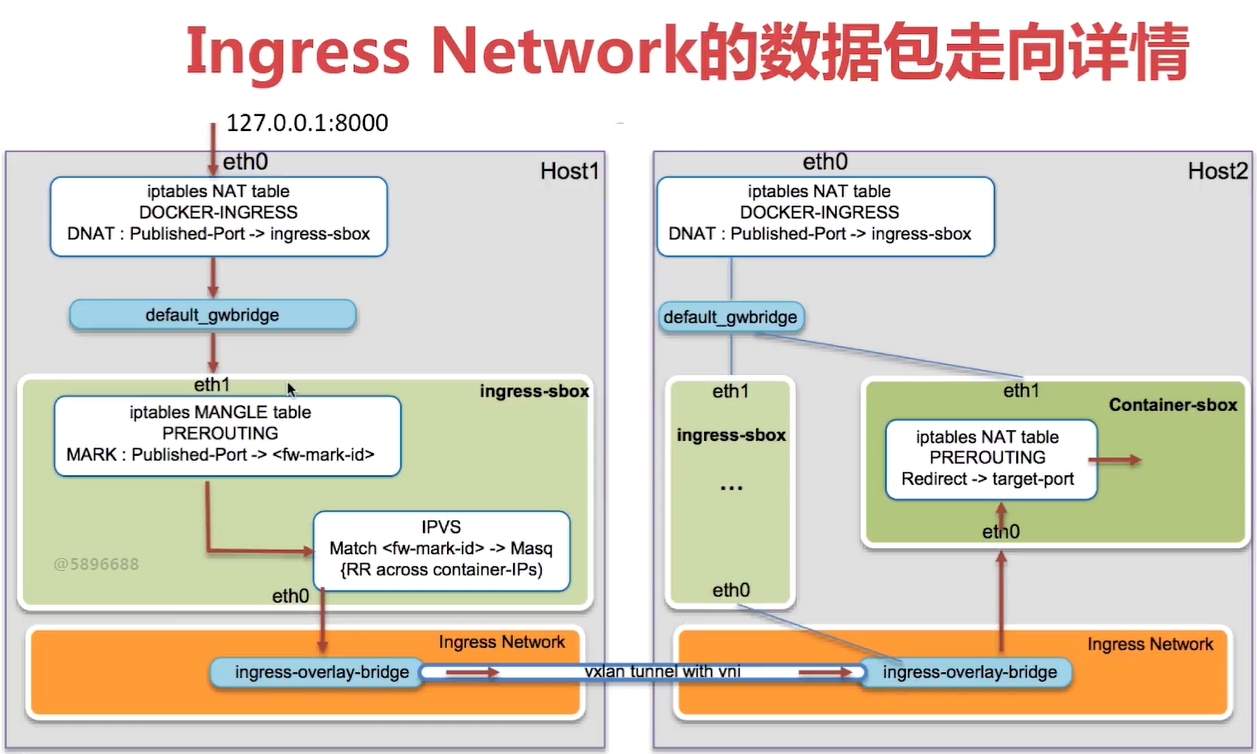 Ingress Network的数据包走向详情
127.0.0.1:8000
eth0
Host1
iptables NAT table
DOCKER-INGRESS
DNAT : Published-Port -> ingress-sbox
default_gwbridge
eth1
ingress-sbox
iptables MANGLE table
PREROUTING
MARK : Published-Port -> <fw-mark-id>
IPVS
Match <fw-mark-id> -> Masq
{RR across container-IPs)
@5896688
eth0
Ingress Network
ingress-overlay-bridge
vxlan tunnel with vni
eth0
Host2
iptables NAT table
DOCKER-INGRESS
DNAT : Published-Port -> ingress-sbox
default_gwbridge
eth1
ingress-sbox
...
eth0
eth1
Container-sbox
iptables NAT table
PREROUTING
Redirect -> target-port
eth0
Ingress Network
ingress-overlay-bridge